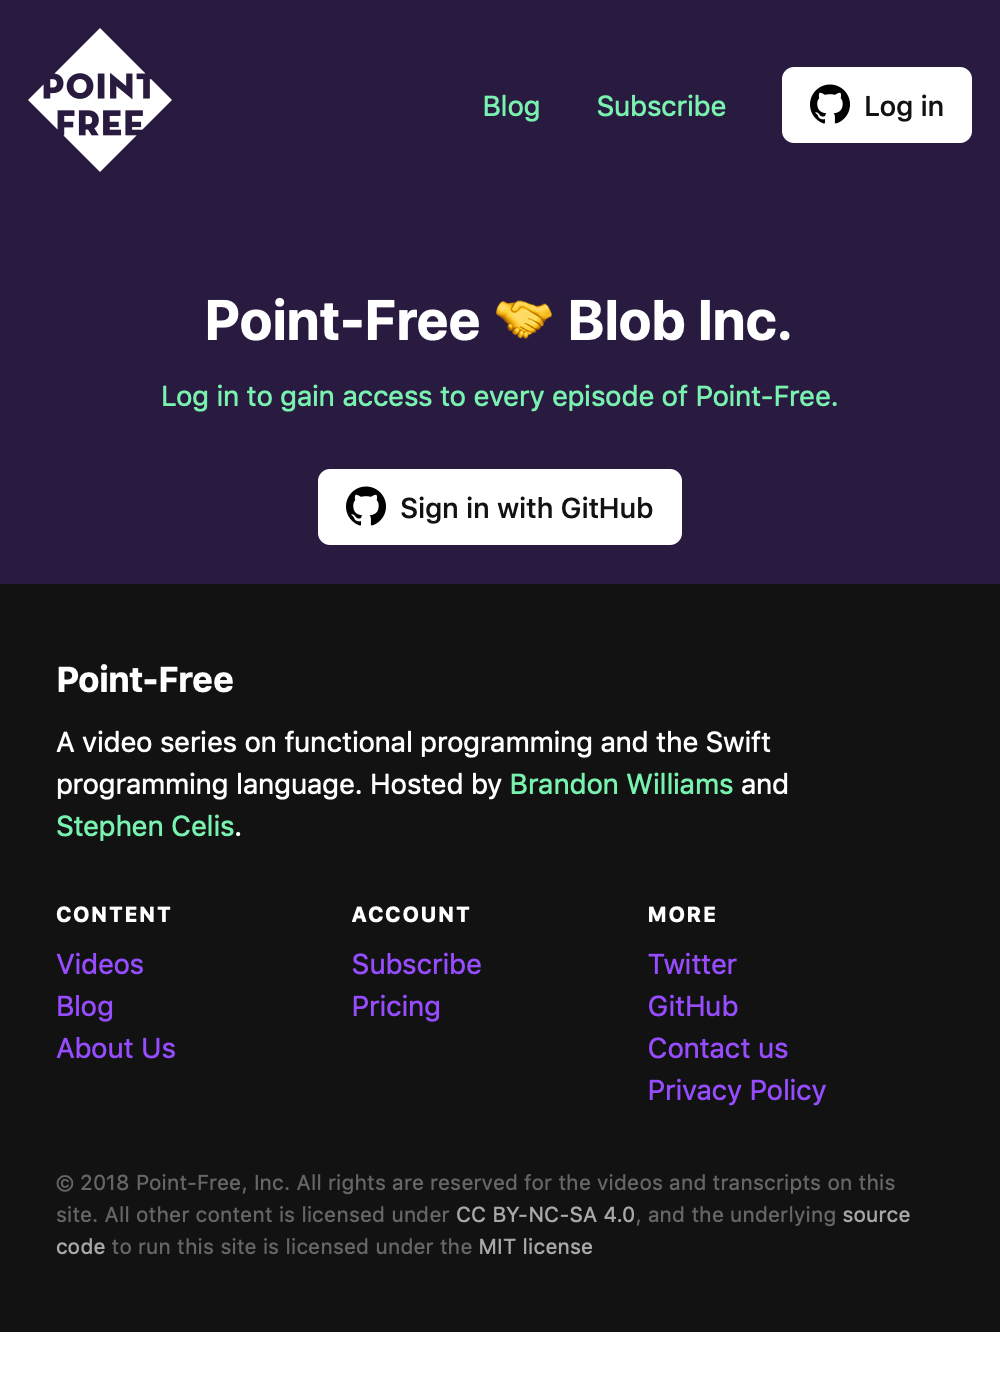 POINT
FREE
Blog
Subscribe
Log in
Point-Free 🤝 Blob Inc.
Log in to gain access to every episode of Point-Free.
Sign in with GitHub
Point-Free
A video series on functional programming and the Swift
programming language. Hosted by Brandon Williams and
Stephen Celis.
CONTENT
Videos
Blog
About Us
ACCOUNT
Subscribe
Pricing
MORE
Twitter
GitHub
Contact us
Privacy Policy
© 2018 Point-Free, Inc. All rights are reserved for the videos and transcripts on this
site. All other content is licensed under CC BY-NC-SA 4.0, and the underlying source
code to run this site is licensed under the MIT license